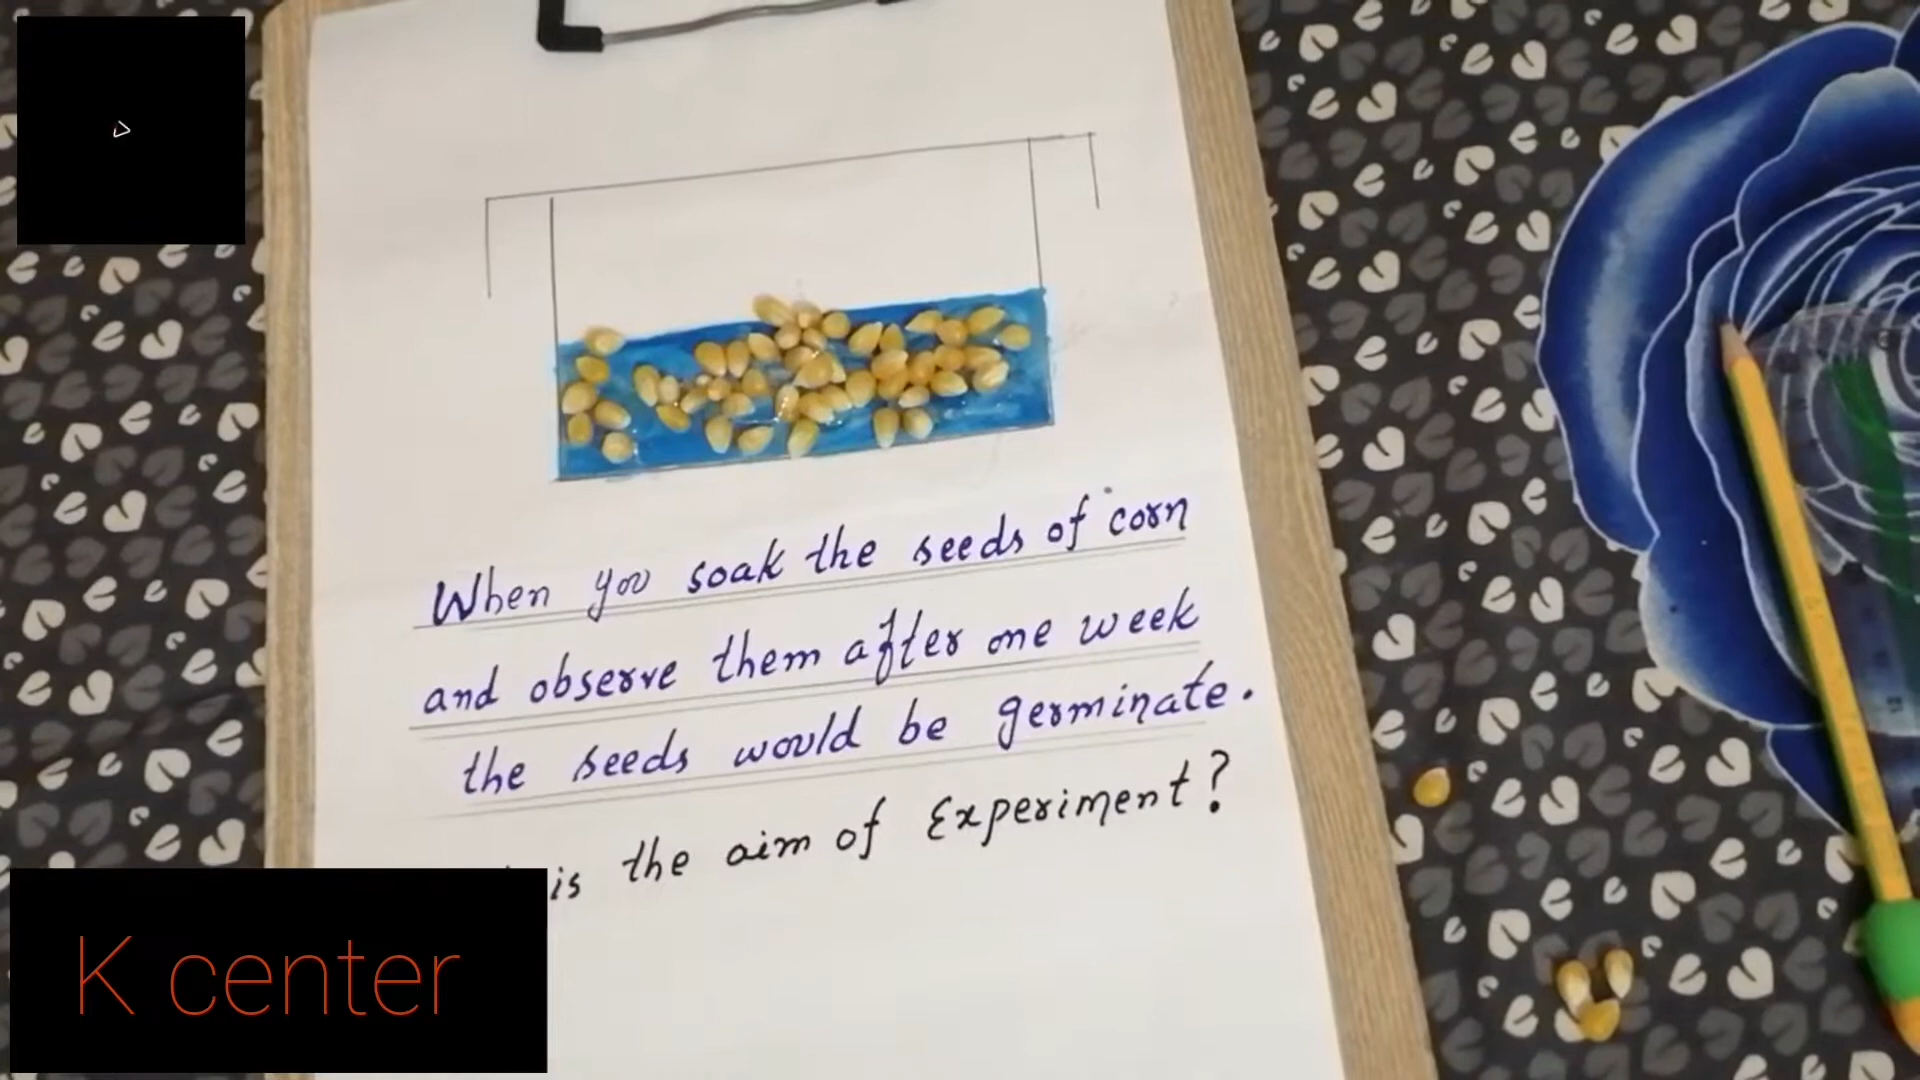 When you soak the seeds of corn
and observe them after one week
the seeds would be germinate.
is the aim of Experiment?
K center